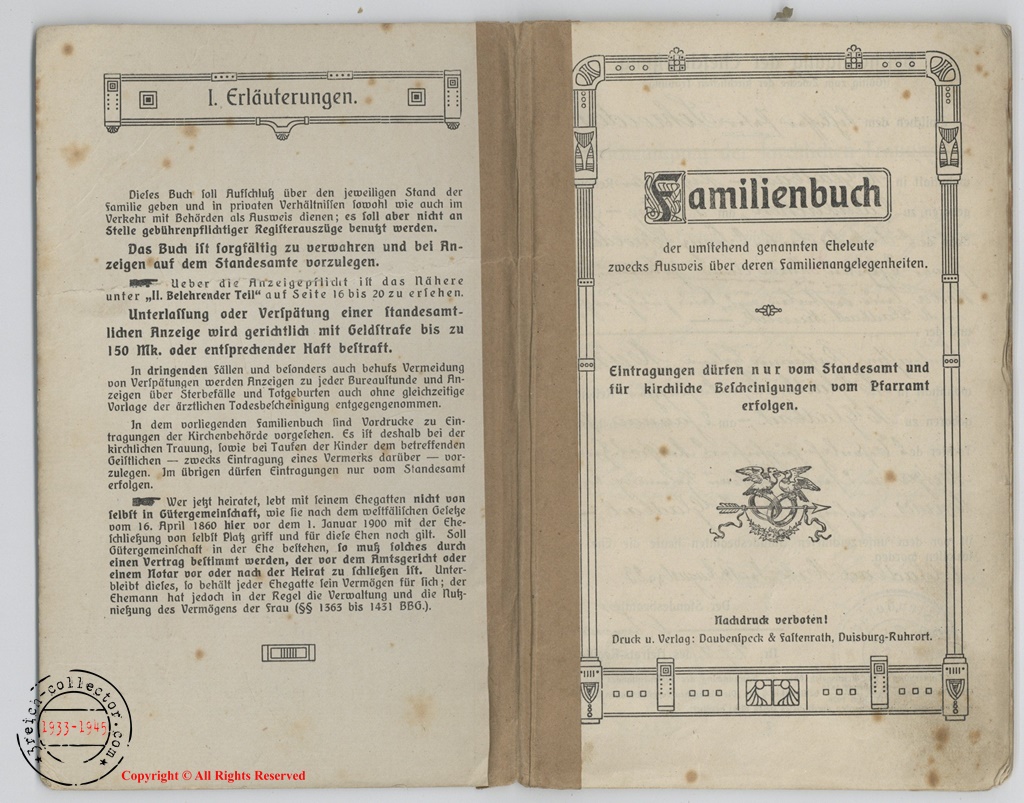 I. Erläuterungen.
Dieses Buch soll Aufschluß über den jeweiligen Stand der
Familie geben und in privaten Verhältnissen sowohl wie auch im
Verkehr mit Behörden als Ausweis dienen; es soll aber nicht an
Stelle gebührenpflichtiger Registerauszüge benutzt werden.
Das Buch ist sorgfältig zu verwahren und bei An-
zeigen auf dem Standesamte vorzulegen.
Ueber die Anzeigepflicht ist das Nähere
unter „II. Belehrender Teil“ auf Seite 16 bis 20 zu ersehen.
Unterlassung oder Verspätung einer standesamt-
lichen Anzeige wird gerichtlich mit Geldstrafe bis zu
150 Mk. oder entsprechender Haft bestraft.
In dringenden Fällen und besonders auch behufs Vermeidung
von Verspätungen werden Anzeigen zu jeder Bureaustunde und An-
zeigen über Sterbefälle und Totgeburten auch ohne gleichzeitige
Vorlage der ärztlichen Todesbescheinigung entgegengenommen.
In dem vorliegenden Familienbuch sind Vordrucke zu Ein-
tragungen der Kirchenbehörde vorgesehen. Es ist deshalb bei der
kirchlichen Trauung, sowie bei Taufen der Kinder dem betreffenden
Geistlichen — zwecks Eintragung eines Vermerks darüber — vor-
zulegen. Im übrigen dürfen Eintragungen nur vom Standesamt
erfolgen.
Wer jetzt heiratet, lebt mit seinem Ehegatten nicht von
selbst in Gütergemeinschaft, wie sie nach dem westfälischen Gesetze
vom 16. April 1860 hier vor dem 1. Januar 1900 mit der Ehe-
schließung von selbst Platz griff und für diese Ehen noch gilt. Soll
Gütergemeinschaft in der Ehe bestehen, so muß solches durch
einen Vertrag bestimmt werden, der vor dem Amtsgericht oder
einem Notar vor oder nach der Heirat zu schließen ist. Unter-
bleibt dieses, so behält jeder Ehegatte sein Vermögen für sich; der
Ehemann hat jedoch in der Regel die Verwaltung und die Nutz-
nießung des Vermögens der Frau (§§ 1363 bis 1431 BBG.).
Familienbuch
der umstehend genannten Eheleute
zwecks Ausweis über deren Familienangelegenheiten.
Eintragungen dürfen nur vom Standesamt und
für kirchliche Bescheinigungen vom Pfarramt
erfolgen.
Nachdruck verboten!
Druck u. Verlag: Daubenspeck & Fastenrath, Duisburg-Ruhrort.
3reich-collector.com
1933-1945
Copyright © All Rights Reserved